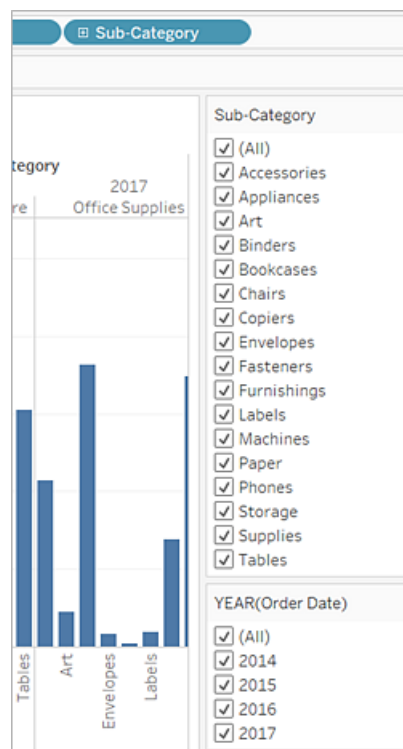 Sub-Category
Sub-Category
(All)
Accessories
Appliances
Art
Binders
Bookcases
Chairs
Copiers
Envelopes
Fasteners
Furnishings
Labels
Machines
Paper
Phones
Storage
Supplies
Tables
YEAR(Order Date)
(All)
2014
2015
2016
2017
tegory
2017
re Office Supplies
Tables
Art
Envelopes
Labels